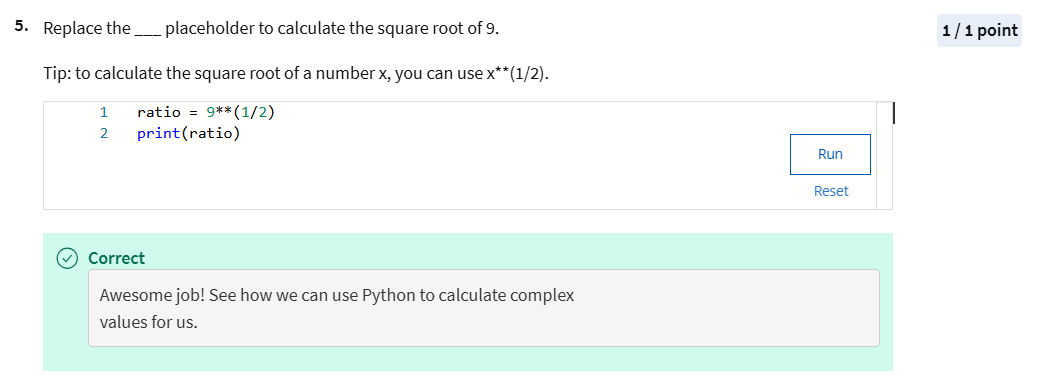 5. Replace the ___ placeholder to calculate the square root of 9.
1 / 1 point
Tip: to calculate the square root of a number x, you can use x**(1/2).
1 ratio = 9**(1/2)
2 print(ratio)
Run
Reset
Correct
Awesome job! See how we can use Python to calculate complex
values for us.